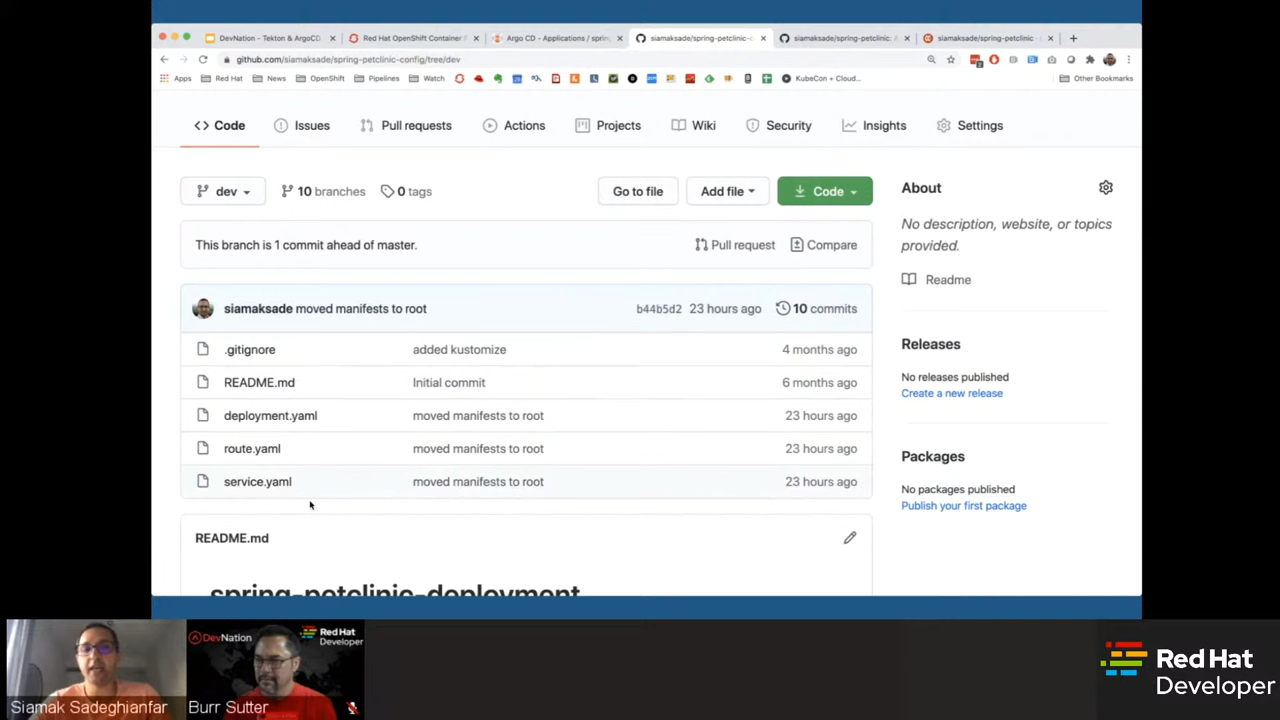 DevNation - Tekton & ArgoCD
Red Hat OpenShift Container P
Argo CD - Applications / spring
siamaksade/spring-petclinic-c
siamaksade/spring-petclinic: A
siamaksade/spring-petclinic
github.com/siamaksade/spring-petclinic-config/tree/dev
Apps
Red Hat
News
OpenShift
Pipelines
Watch
KubeCon + Cloud...
Other Bookmarks
Code
Issues
Pull requests
Actions
Projects
Wiki
Security
Insights
Settings
dev
10 branches
0 tags
Go to file
Add file
Code
This branch is 1 commit ahead of master.
Pull request
Compare
siamaksade moved manifests to root
b44b5d2 23 hours ago
10 commits
.gitignore added kustomize 4 months ago
README.md Initial commit 6 months ago
deployment.yaml moved manifests to root 23 hours ago
route.yaml moved manifests to root 23 hours ago
service.yaml moved manifests to root 23 hours ago
README.md
spring-petclinic-deployment
About
No description, website, or topics
provided.
Readme
Releases
No releases published
Create a new release
Packages
No packages published
Publish your first package
DevNation
Red Hat
Developer
Siamak Sadeghianfar
Burr Sutter
Red Hat
Developer